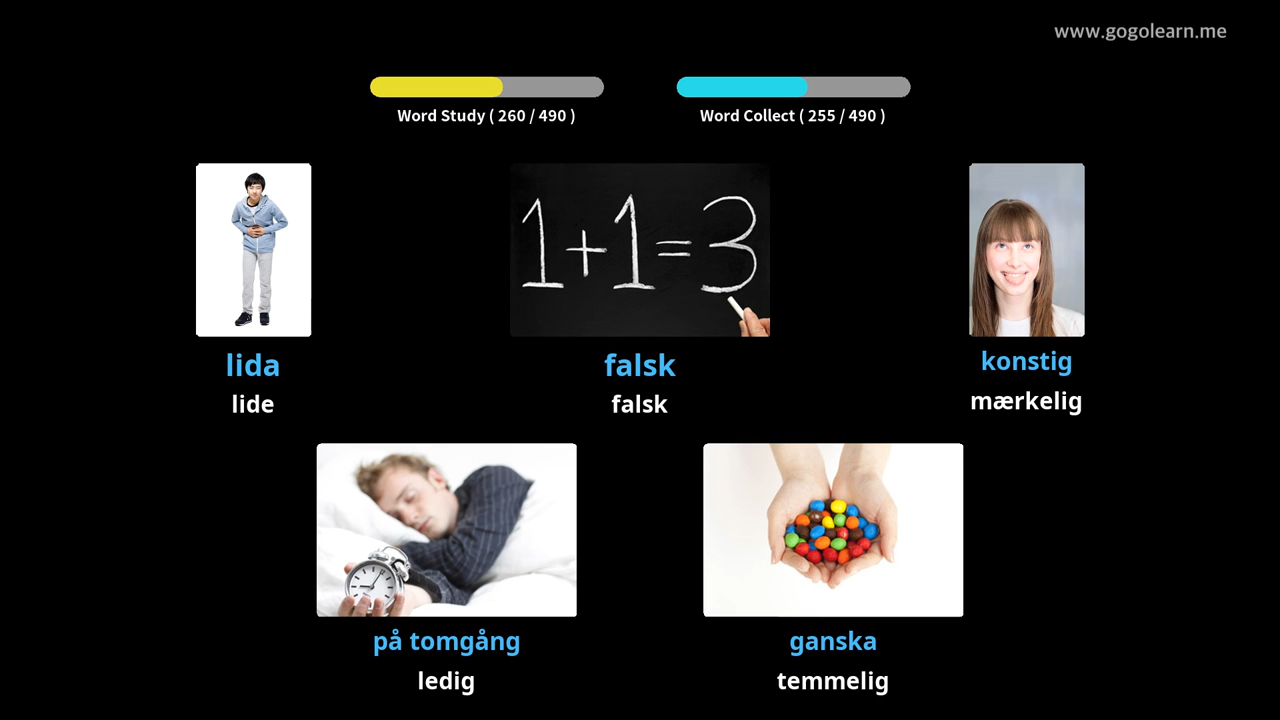 www.gogolearn.me
Word Study ( 260 / 490 )
Word Collect ( 255 / 490 )
1+1=3
lida
lide
falsk
falsk
konstig
mærkelig
på tomgång
ledig
ganska
temmelig